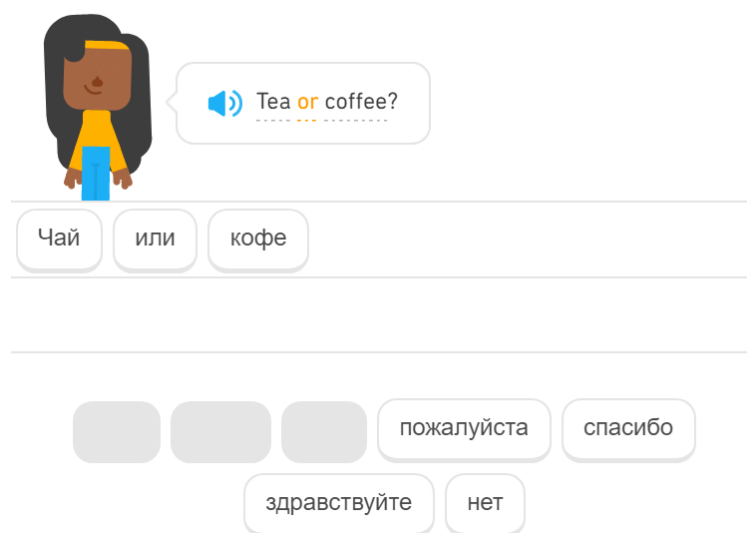 Tea or coffee?
Чай или кофе
пожалуйста спасибо
здравствуйте нет